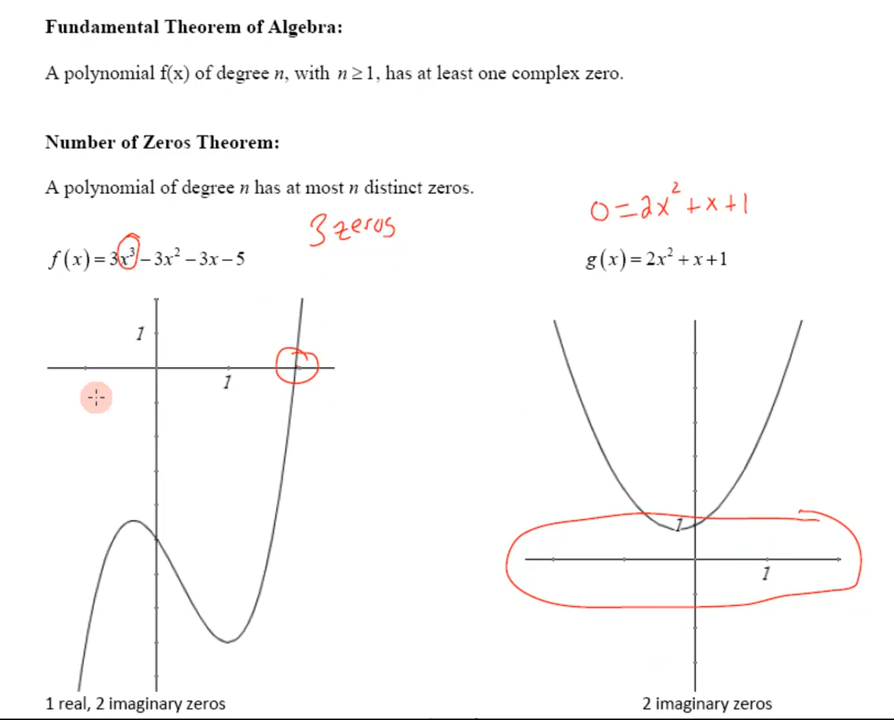 Fundamental Theorem of Algebra:
A polynomial f(x) of degree n, with n ≥ 1, has at least one complex zero.
Number of Zeros Theorem:
A polynomial of degree n has at most n distinct zeros.
3 zeros
0=2x²+x+1
f(x)=3x³−3x²−3x−5
g(x)=2x²+x+1
1
1
1
1
1 real, 2 imaginary zeros
2 imaginary zeros